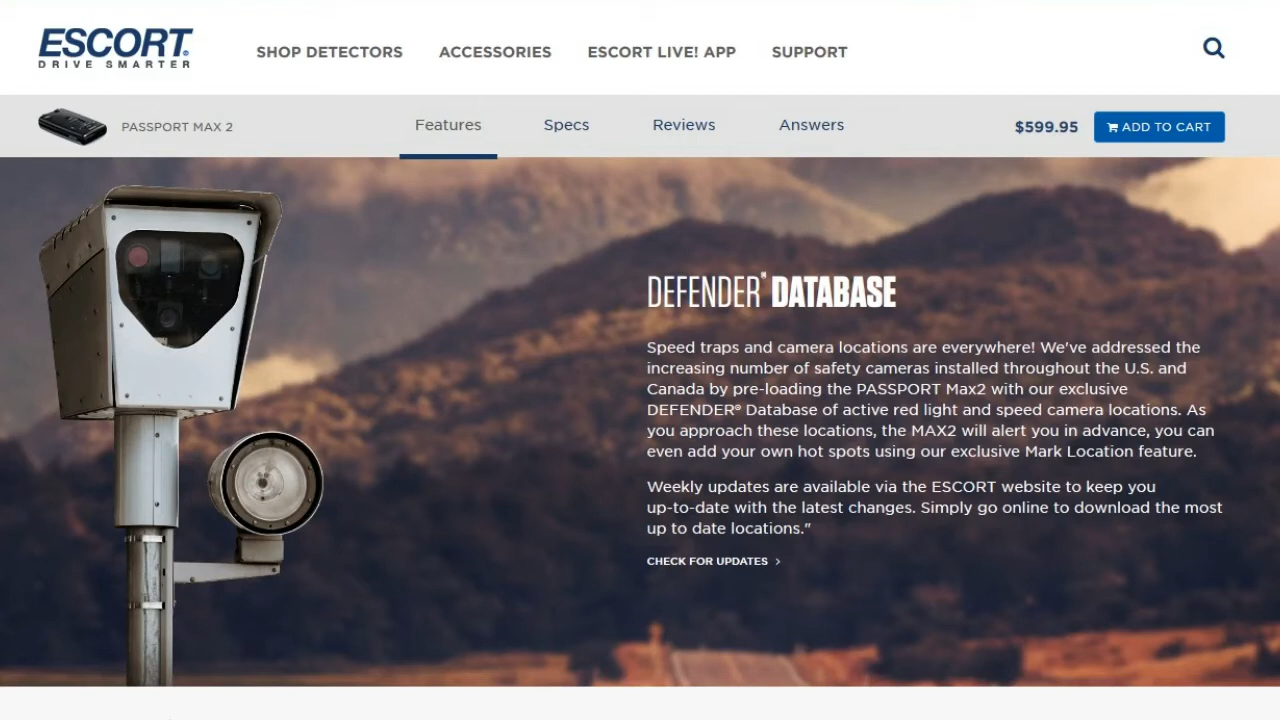 ESCORT®
DRIVE SMARTER
SHOP DETECTORS
ACCESSORIES
ESCORT LIVE! APP
SUPPORT
PASSPORT MAX 2
Features
Specs
Reviews
Answers
$599.95
ADD TO CART
DEFENDER® DATABASE
Speed traps and camera locations are everywhere! We've addressed the
increasing number of safety cameras installed throughout the U.S. and
Canada by pre-loading the PASSPORT Max2 with our exclusive
DEFENDER® Database of active red light and speed camera locations. As
you approach these locations, the MAX2 will alert you in advance, you can
even add your own hot spots using our exclusive Mark Location feature.
Weekly updates are available via the ESCORT website to keep you
up-to-date with the latest changes. Simply go online to download the most
up to date locations."
CHECK FOR UPDATES >